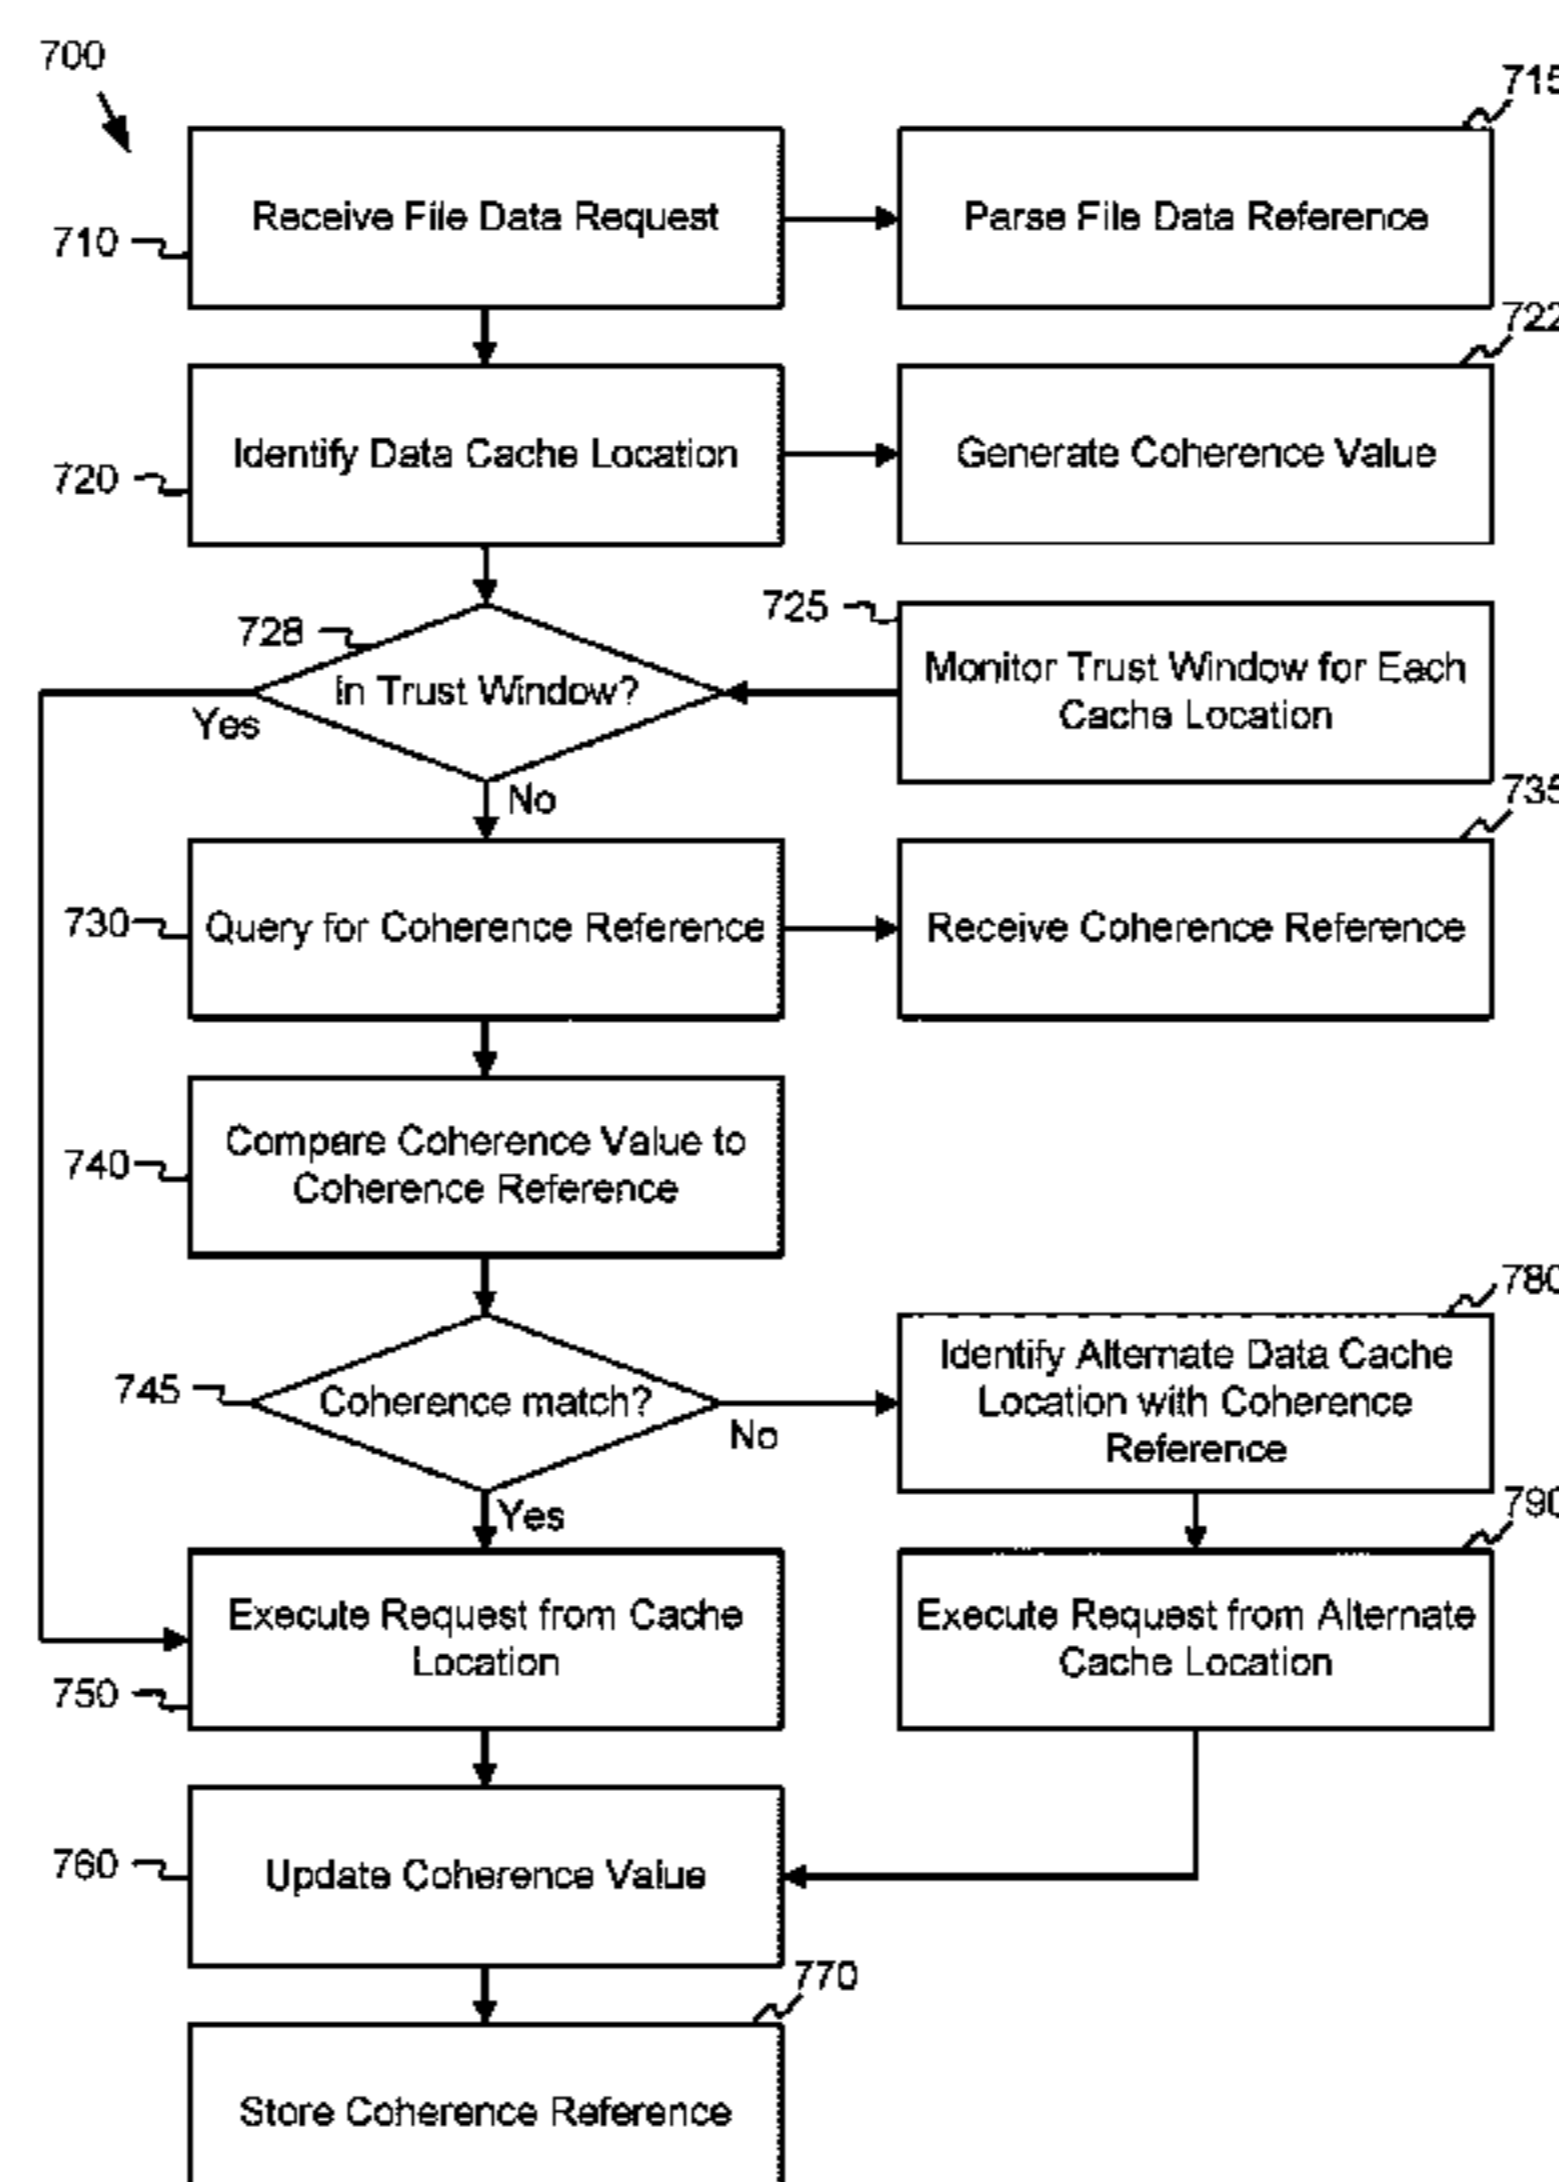 700
715
Receive File Data Request
Parse File Data Reference
710
722
Identify Data Cache Location
Generate Coherence Value
720
725
728
In Trust Window?
Monitor Trust Window for Each
Cache Location
Yes
No
735
730
Query for Coherence Reference
Receive Coherence Reference
Compare Coherence Value to
Coherence Reference
740
780
745
Coherence match?
No
Identify Alternate Data Cache
Location with Coherence
Reference
Yes
790
Execute Request from Cache
Location
Execute Request from Alternate
Cache Location
750
760
Update Coherence Value
770
Store Coherence Reference